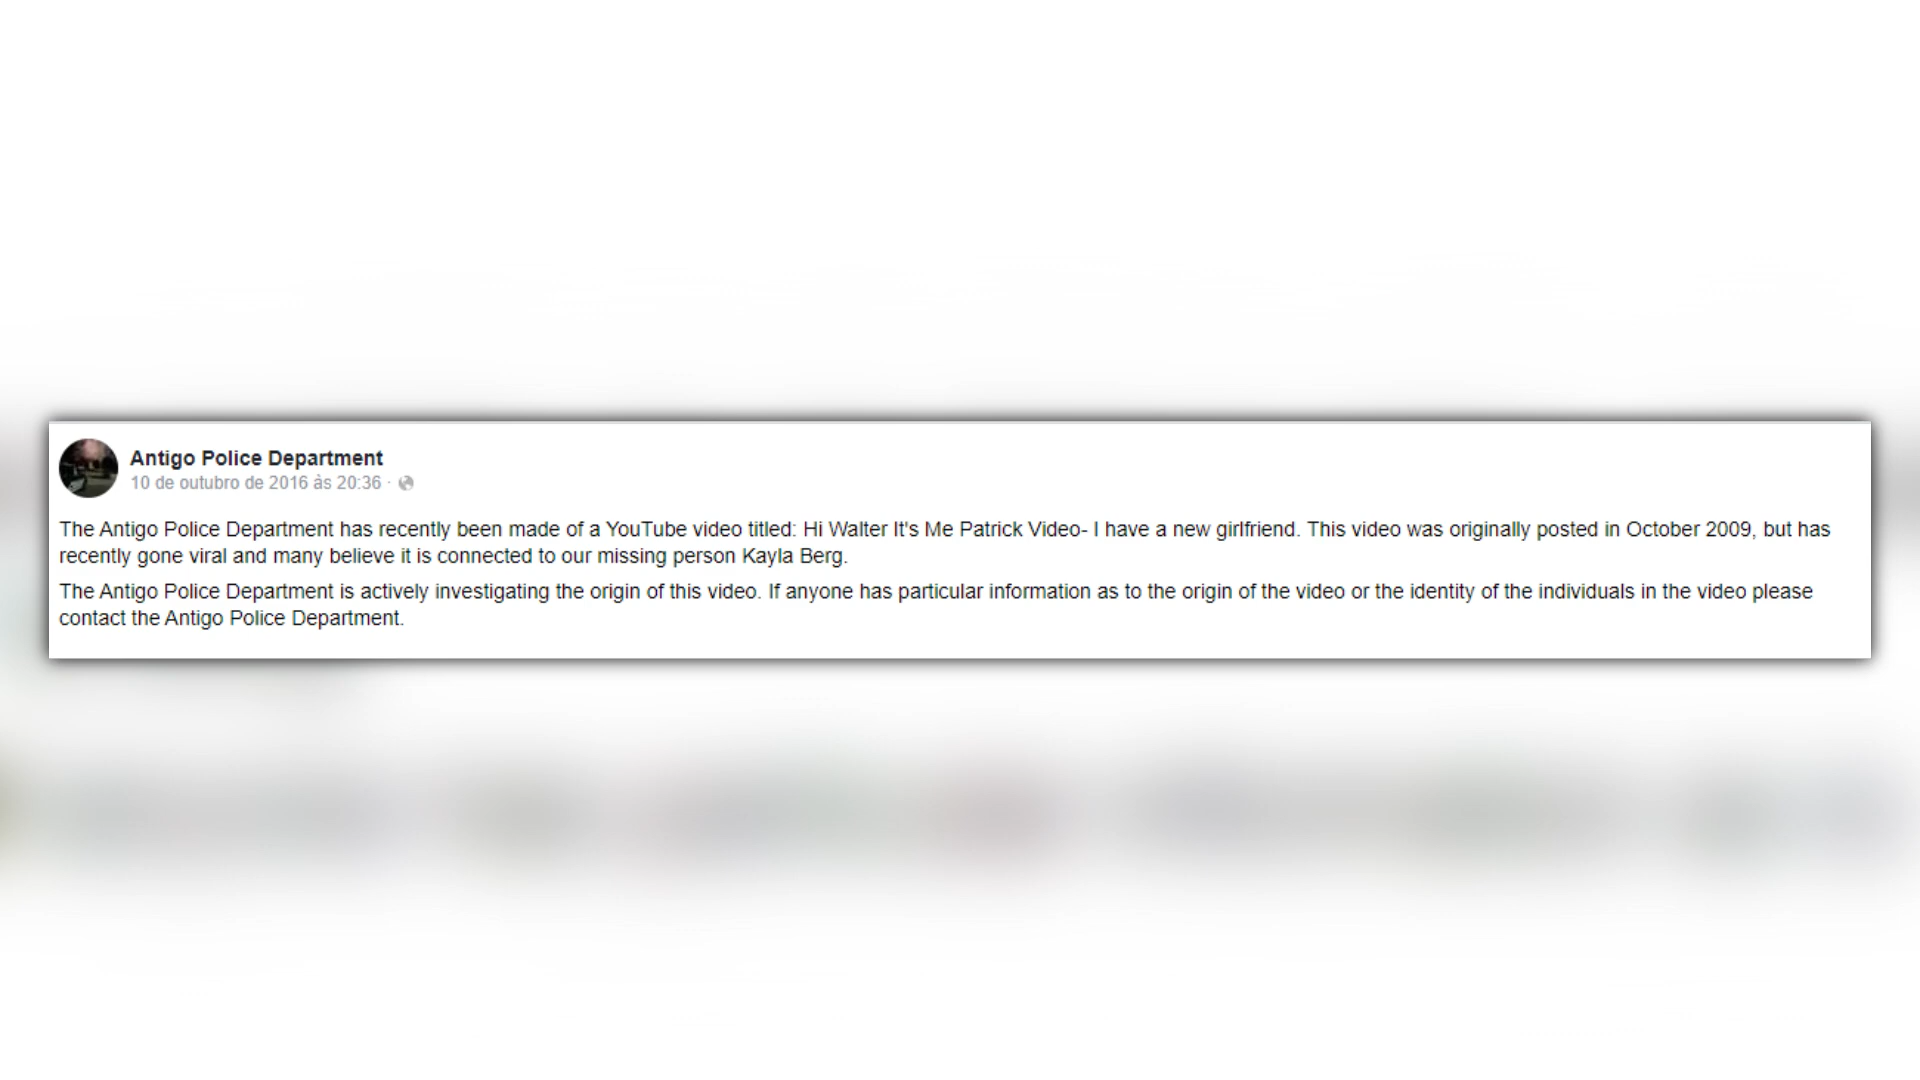 Antigo Police Department
10 de outubro de 2016 às 20:36 ·
The Antigo Police Department has recently been made of a YouTube video titled: Hi Walter It's Me Patrick Video- I have a new girlfriend. This video was originally posted in October 2009, but has
recently gone viral and many believe it is connected to our missing person Kayla Berg.
The Antigo Police Department is actively investigating the origin of this video. If anyone has particular information as to the origin of the video or the identity of the individuals in the video please
contact the Antigo Police Department.